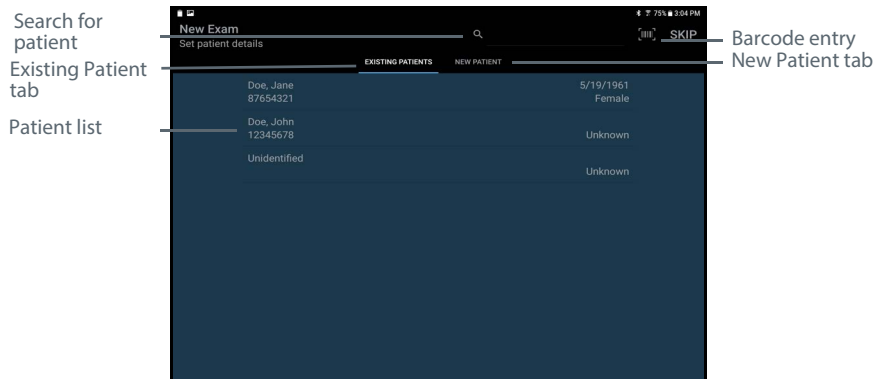 Search for
patient
Existing Patient
tab
Patient list
75% 3:04 PM
New Exam
Set patient details
SKIP
EXISTING PATIENTS NEW PATIENT
Doe, Jane 5/19/1961
87654321 Female
Doe, John
12345678 Unknown
Unidentified
Unknown
Barcode entry
New Patient tab